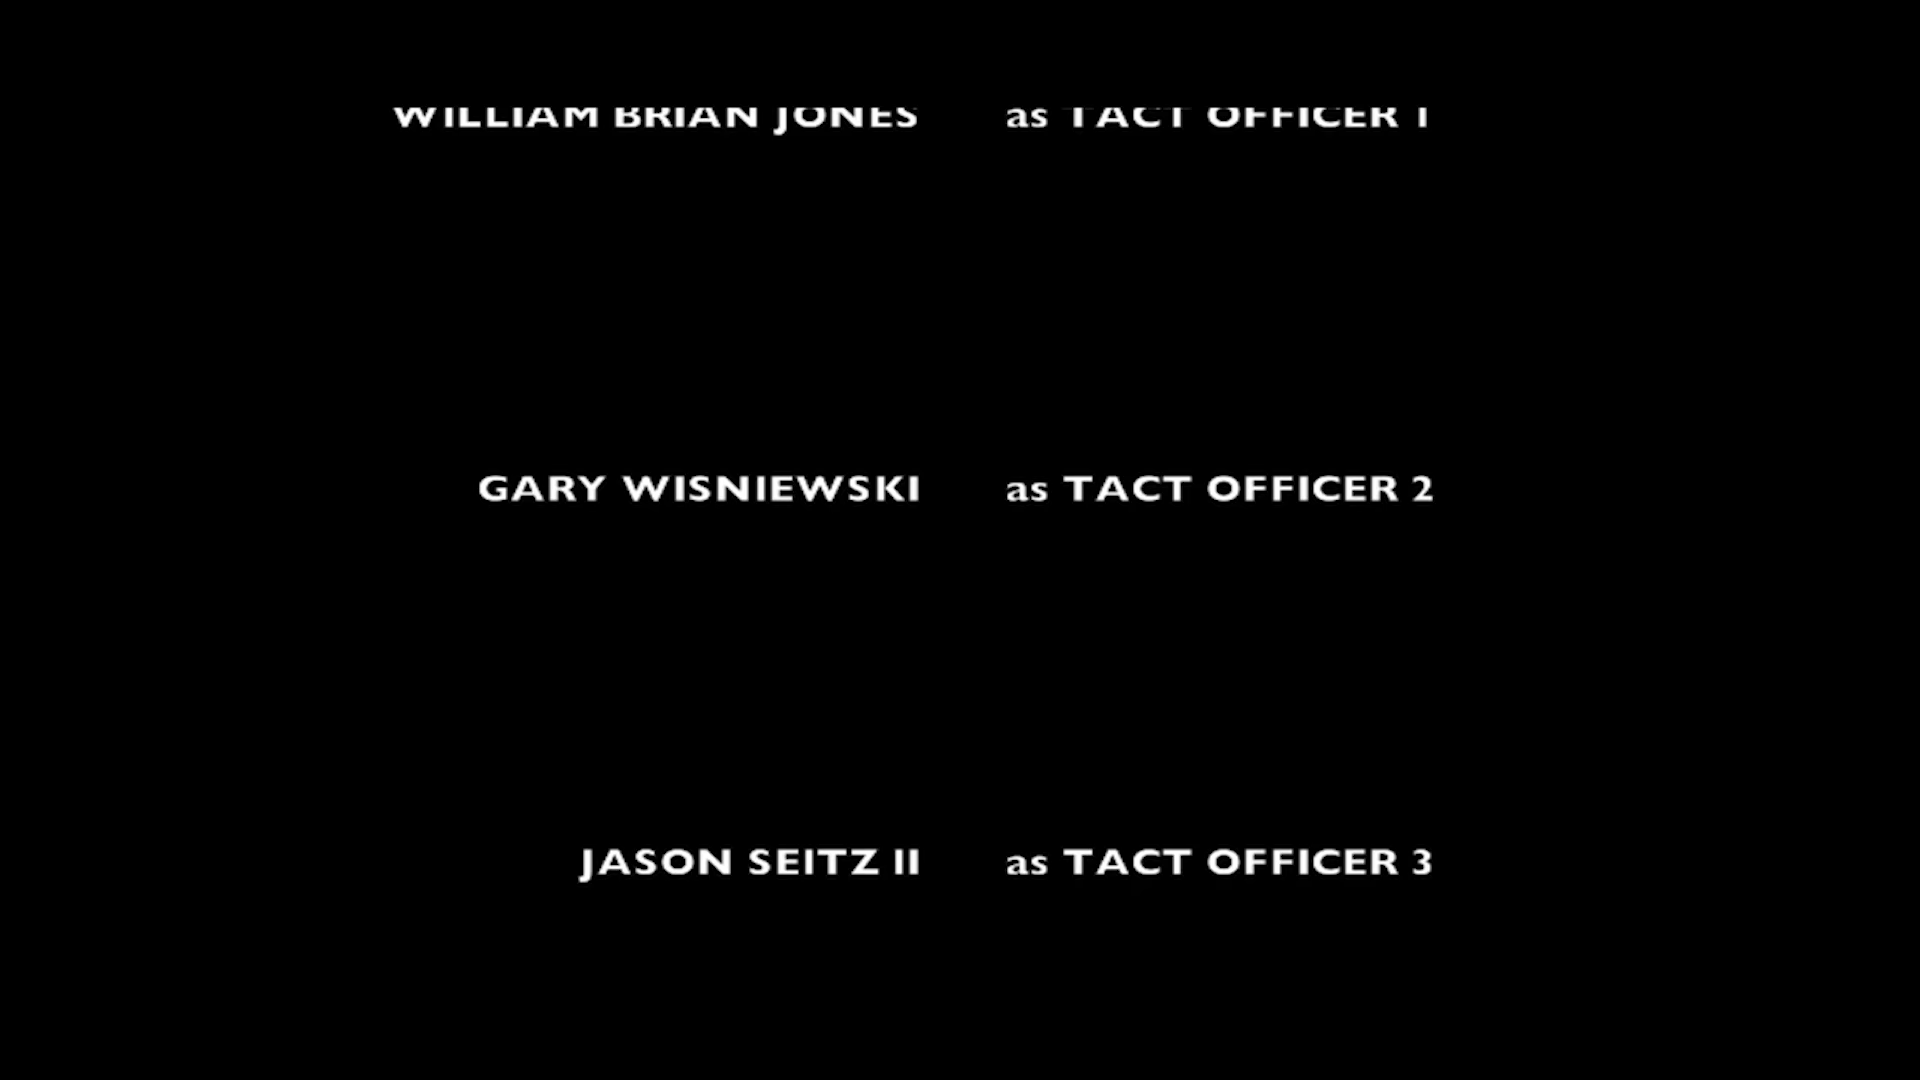 WILLIAM BRIAN JONES as TACT OFFICER 1
GARY WISNIEWSKI as TACT OFFICER 2
JASON SEITZ II as TACT OFFICER 3